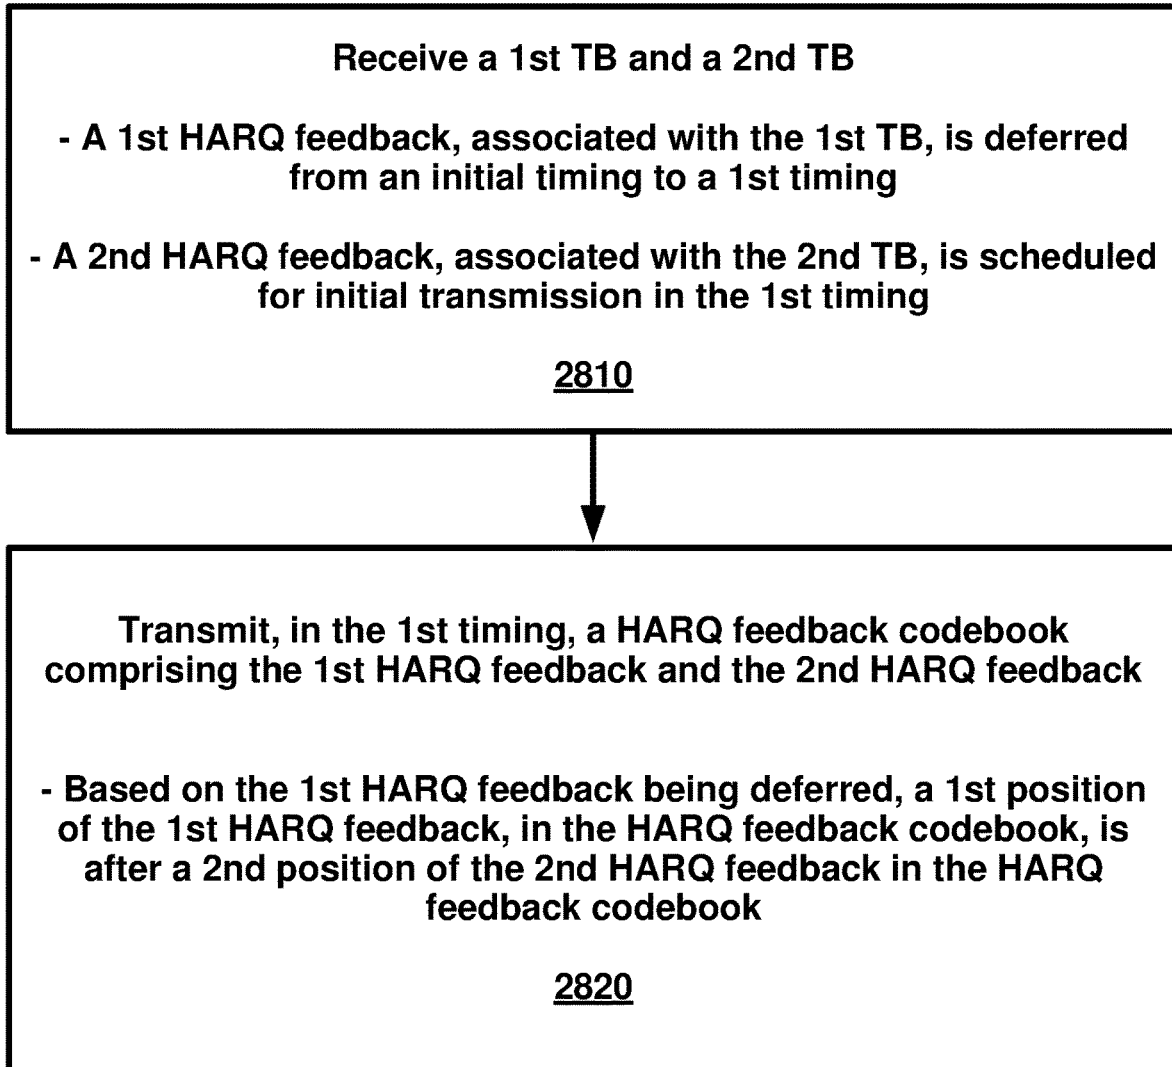 Receive a 1st TB and a 2nd TB
- A 1st HARQ feedback, associated with the 1st TB, is deferred
from an initial timing to a 1st timing
- A 2nd HARQ feedback, associated with the 2nd TB, is scheduled
for initial transmission in the 1st timing
2810
Transmit, in the 1st timing, a HARQ feedback codebook
comprising the 1st HARQ feedback and the 2nd HARQ feedback
- Based on the 1st HARQ feedback being deferred, a 1st position
of the 1st HARQ feedback, in the HARQ feedback codebook, is
after a 2nd position of the 2nd HARQ feedback in the HARQ
feedback codebook
2820